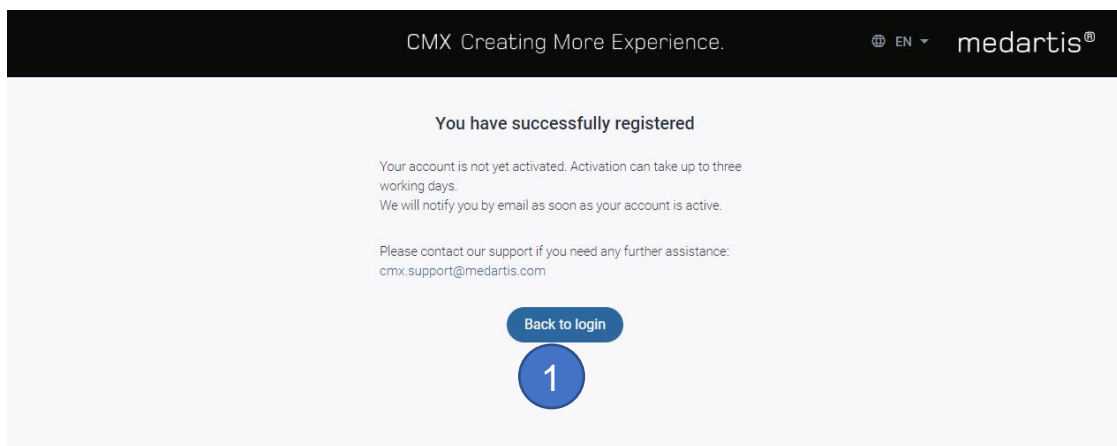 CMX Creating More Experience.
EN
medartis®
You have successfully registered
Your account is not yet activated. Activation can take up to three
working days.
We will notify you by email as soon as your account is active.
Please contact our support if you need any further assistance:
cmx.support@medartis.com
Back to login
1